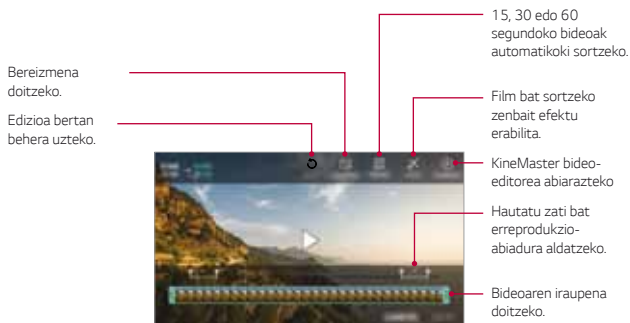 Bereizmena
doitzeko.
Edizioa bertan
behera uzteko.
15, 30 edo 60
segundoko bideoak
automatikoki sortzeko.
Film bat sortzeko
zenbait efektu
erabilita.
KineMaster bideo-
editorea abiarazteko
Hautatu zati bat
erreprodukzio-
abiadura aldatzeko.
Bideoaren iraupena
doitzeko.